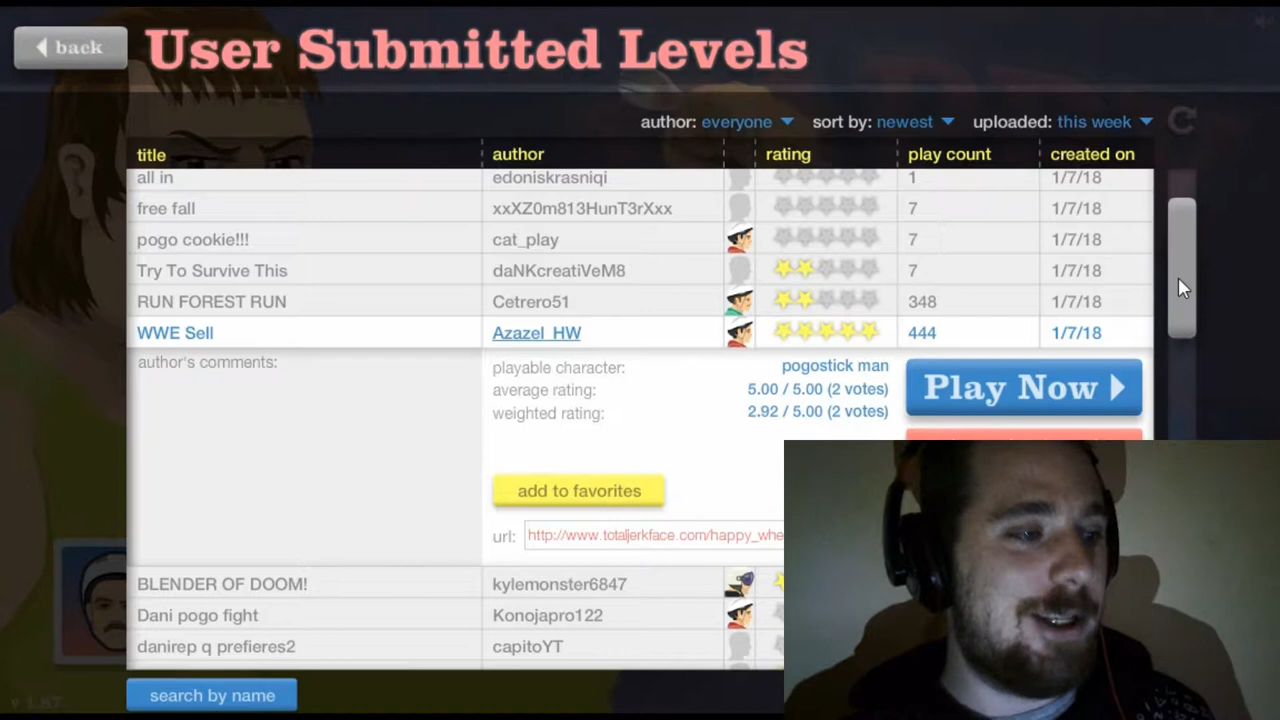 back User Submitted Levels
author: everyone sort by: newest uploaded: this week
title author rating play count created on
all in edoniskrasniqi 1 1/7/18
free fall xxXZ0m813HunT3rXxx 7 1/7/18
pogo cookie!!! cat_play 7 1/7/18
Try To Survive This daNKcreatiVeM8 7 1/7/18
RUN FOREST RUN Cetrero51 348 1/7/18
WWE Sell Azazel_HW 444 1/7/18
author's comments: playable character: pogostick man Play Now
average rating: 5.00 / 5.00 (2 votes)
weighted rating: 2.92 / 5.00 (2 votes)
add to favorites
url: http://www.totaljerkface.com/happy_whe
BLENDER OF DOOM! kylemonster6847
Dani pogo fight Konojapro122
danirep q prefieres2 capitoYT
search by name
v 1.87